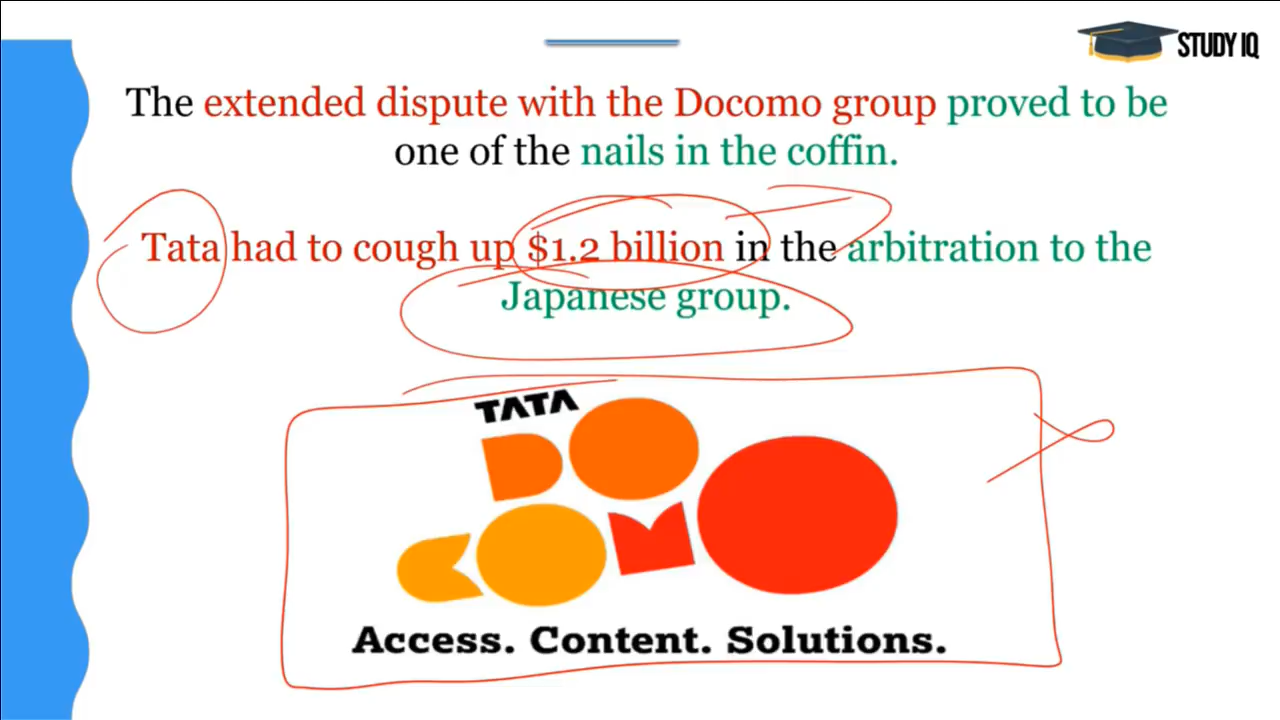 STUDY IQ
The extended dispute with the Docomo group proved to be
one of the nails in the coffin.
Tata had to cough up $1.2 billion in the arbitration to the
Japanese group.
TATA
DO
COMO
Access. Content. Solutions.